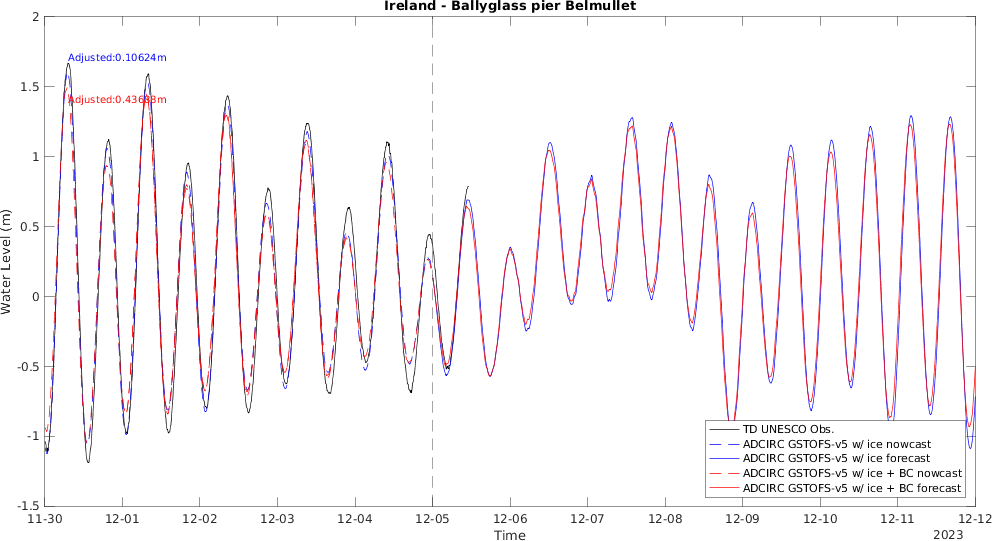 Ireland - Ballyglass pier Belmullet
Adjusted:0.10624m
Water Level (m)
2
1.5
1
0.5
0
-0.5
-1
-1.5
TD UNESCO Obs.
ADCIRC GSTOFS-v5 w/ ice nowcast
ADCIRC GSTOFS-v5 w/ ice forecast
ADCIRC GSTOFS-v5 w/ ice + BC nowcast
ADCIRC GSTOFS-v5 w/ ice + BC forecast
11-30
12-01
12-02
12-03
12-04
12-05
12-06
12-07
12-08
12-09
12-10
12-11
12-12
Time
2023